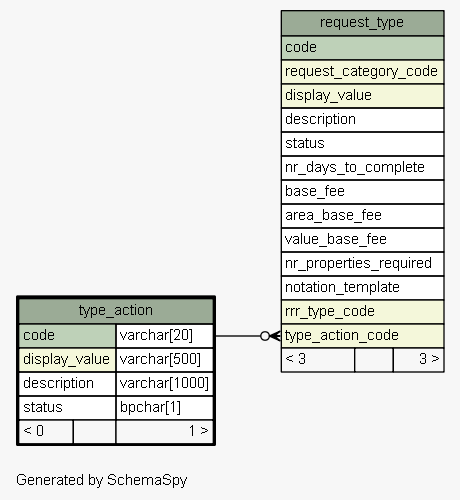 request_type
code
request_category_code
display_value
description
status
nr_days_to_complete
base_fee
area_base_fee
value_base_fee
nr_properties_required
notation_template
rrr_type_code
type_action_code
< 3 3 >
type_action
code varchar[20]
display_value varchar[500]
description varchar[1000]
status bpchar[1]
< 0 1 >
Generated by SchemaSpy